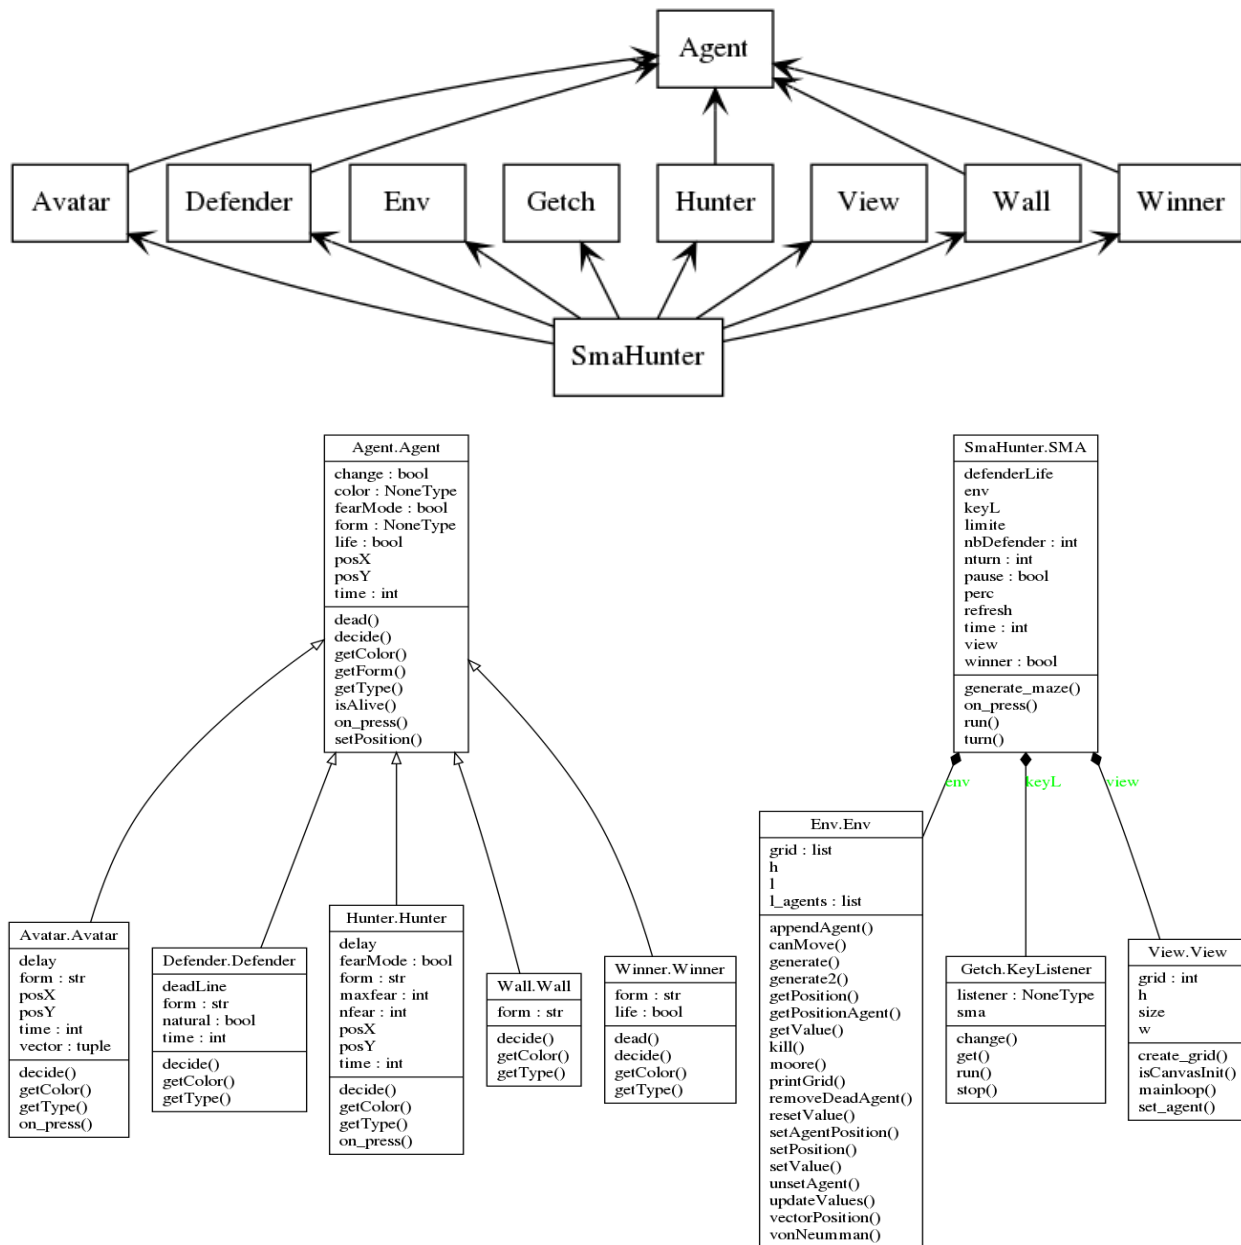 Agent
Avatar
Defender
Env
Getch
Hunter
View
Wall
Winner
SmaHunter
Agent.Agent
change : bool
color : NoneType
fearMode : bool
form : NoneType
life : bool
posX
posY
time : int
dead()
decide()
getColor()
getForm()
getType()
isAlive()
on_press()
setPosition()
SmaHunter.SMA
defenderLife
env
keyL
limite
nbDefender : int
nturn : int
pause : bool
perc
refresh
time : int
view
winner : bool
generate_maze()
on_press()
run()
turn()
env
keyL
view
Avatar.Avatar
delay
form : str
posX
posY
time : int
vector : tuple
decide()
getColor()
getType()
on_press()
Defender.Defender
deadLine
form : str
natural : bool
time : int
decide()
getColor()
getType()
Hunter.Hunter
delay
fearMode : bool
form : str
maxfear : int
nfear : int
posX
posY
time : int
decide()
getColor()
getType()
on_press()
Wall.Wall
form : str
decide()
getColor()
getType()
Winner.Winner
form : str
life : bool
dead()
decide()
getColor()
getType()
Env.Env
grid : list
h
l
l_agents : list
appendAgent()
canMove()
generate()
generate2()
getPosition()
getPositionAgent()
getValue()
kill()
moore()
printGrid()
removeDeadAgent()
resetValue()
setAgentPosition()
setPosition()
setValue()
unsetAgent()
updateValues()
vectorPosition()
vonNeumman()
Getch.KeyListener
listener : NoneType
sma
change()
get()
run()
stop()
View.View
grid : int
h
size
w
create_grid()
isCanvasInit()
mainloop()
set_agent()